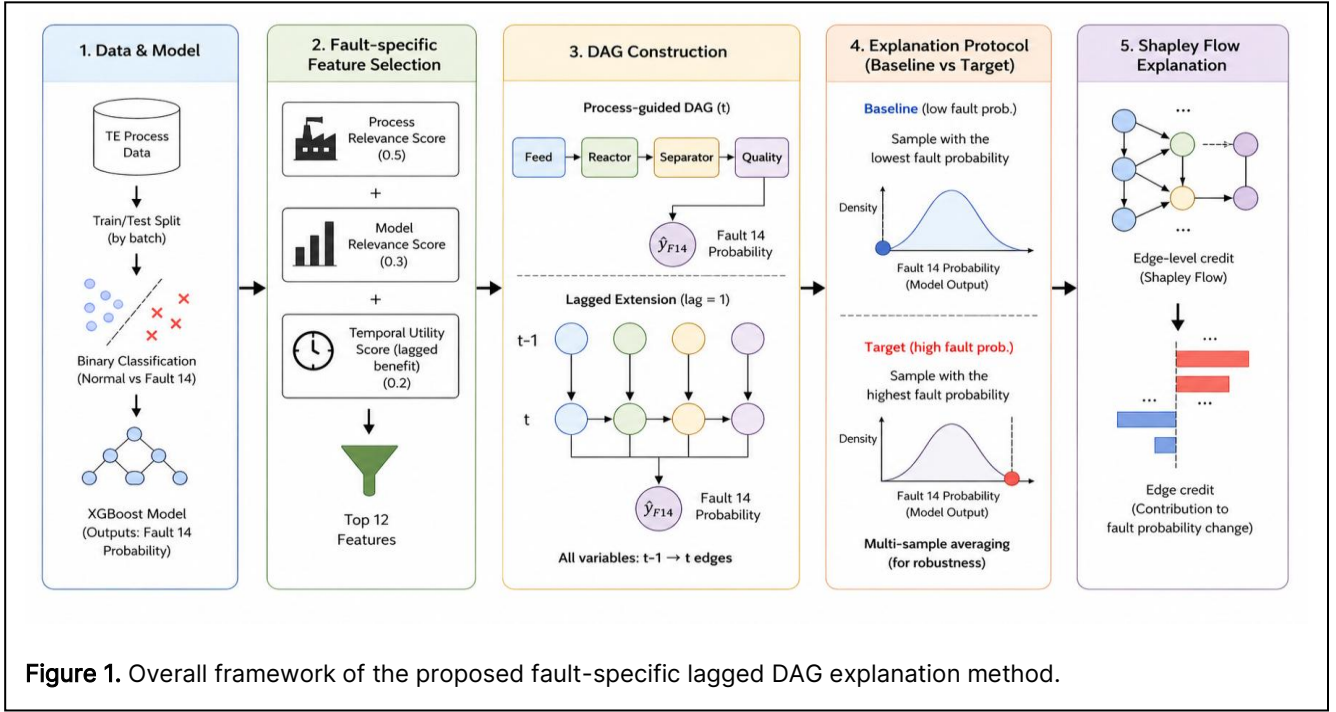 1. Data & Model
TE Process
Data
Train/Test Split
(by batch)
Binary Classification
(Normal vs Fault 14)
XGBoost Model
(Outputs: Fault 14
Probability)
2. Fault-specific
Feature Selection
Process
Relevance Score
(0.5)
+
Model
Relevance Score
(0.3)
+
Temporal Utility
Score (lagged
benefit)
(0.2)
Top 12
Features
3. DAG Construction
Process-guided DAG (t)
Feed
Reactor
Separator
Quality
ŷF14
Fault 14
Probability
Lagged Extension (lag = 1)
t-1
t
ŷF14
Fault 14
Probability
All variables: t-1 → t edges
4. Explanation Protocol
(Baseline vs Target)
Baseline (low fault prob.)
Sample with the
lowest fault probability
Density
Fault 14 Probability
(Model Output)
Target (high fault prob.)
Sample with the
highest fault probability
Density
Fault 14 Probability
(Model Output)
Multi-sample averaging
(for robustness)
5. Shapley Flow
Explanation
...
...
Edge-level credit
(Shapley Flow)
...
...
...
Edge credit
(Contribution to
fault probability change)
Figure 1. Overall framework of the proposed fault-specific lagged DAG explanation method.